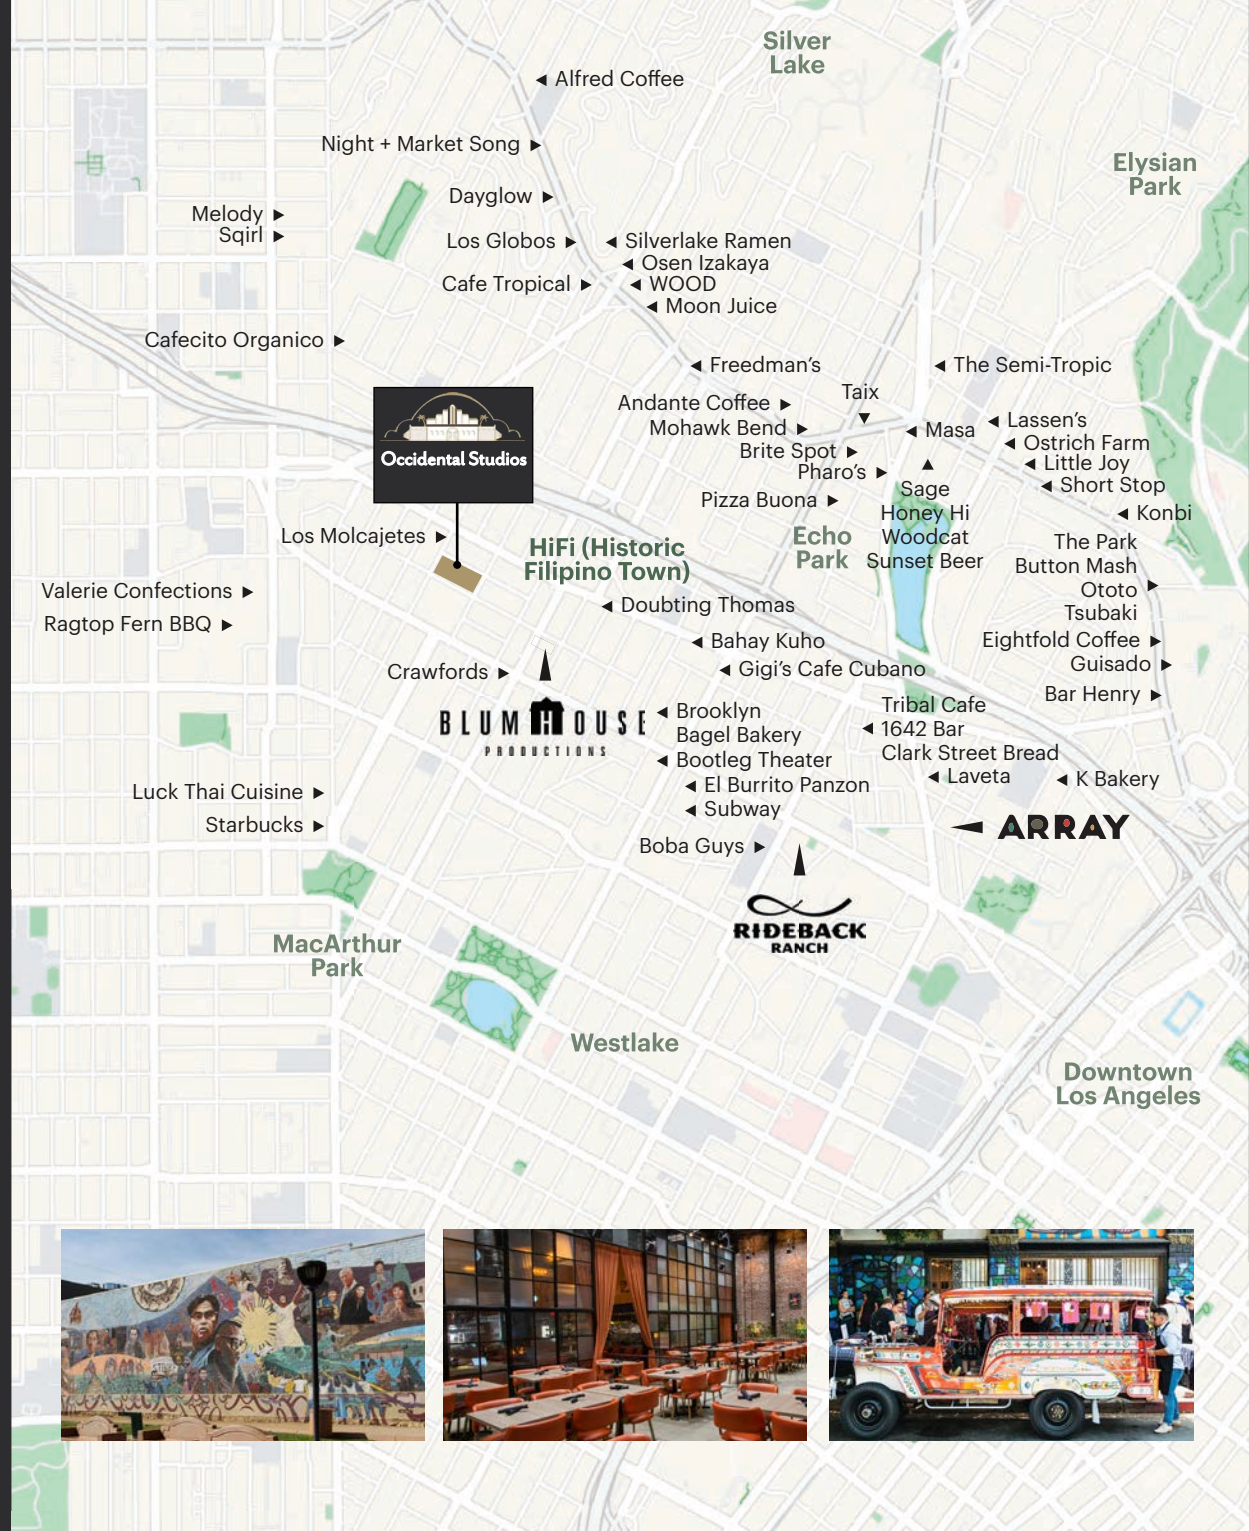 Silver
Lake
Alfred Coffee
Night + Market Song
Elysian
Park
Dayglow
Melody
Sqirl
Los Globos
Silverlake Ramen
Osen Izakaya
Cafe Tropical
WOOD
Moon Juice
Cafecito Organico
Freedman's
The Semi-Tropic
Taix
Andante Coffee
Mohawk Bend
Masa
Lassen's
Ostrich Farm
Brite Spot
Little Joy
Pharo's
Short Stop
Occidental Studios
Pizza Buona
Sage
Honey Hi
Woodcat
Sunset Beer
Konbi
Los Molcajetes
HiFi (Historic
Filipino Town)
Echo
Park
The Park
Button Mash
Ototo
Tsubaki
Valerie Confections
Ragtop Fern BBQ
Doubting Thomas
Bahay Kuho
Eightfold Coffee
Gigi's Cafe Cubano
Guisado
Crawfords
Bar Henry
BLUMHOUSE
PRODUCTIONS
Brooklyn
Bagel Bakery
Tribal Cafe
1642 Bar
Clark Street Bread
Bootleg Theater
Laveta
K Bakery
El Burrito Panzon
Luck Thai Cuisine
Subway
Starbucks
ARRAY
Boba Guys
RIDEBACK
RANCH
MacArthur
Park
Westlake
Downtown
Los Angeles